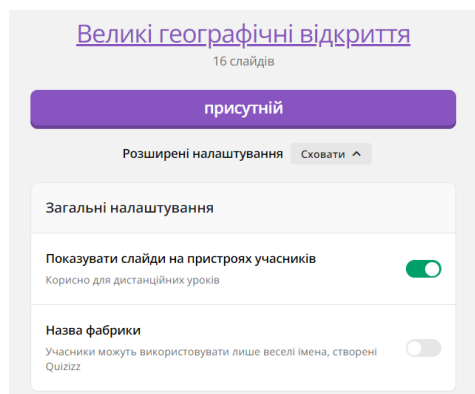 Великі географічні відкриття
16 слайдів
присутній
Розширені налаштування Сховати
Загальні налаштування
Показувати слайди на пристроях учасників
Корисно для дистанційних уроків
Назва фабрики
Учасники можуть використовувати лише веселі імена, створені
Quizizz